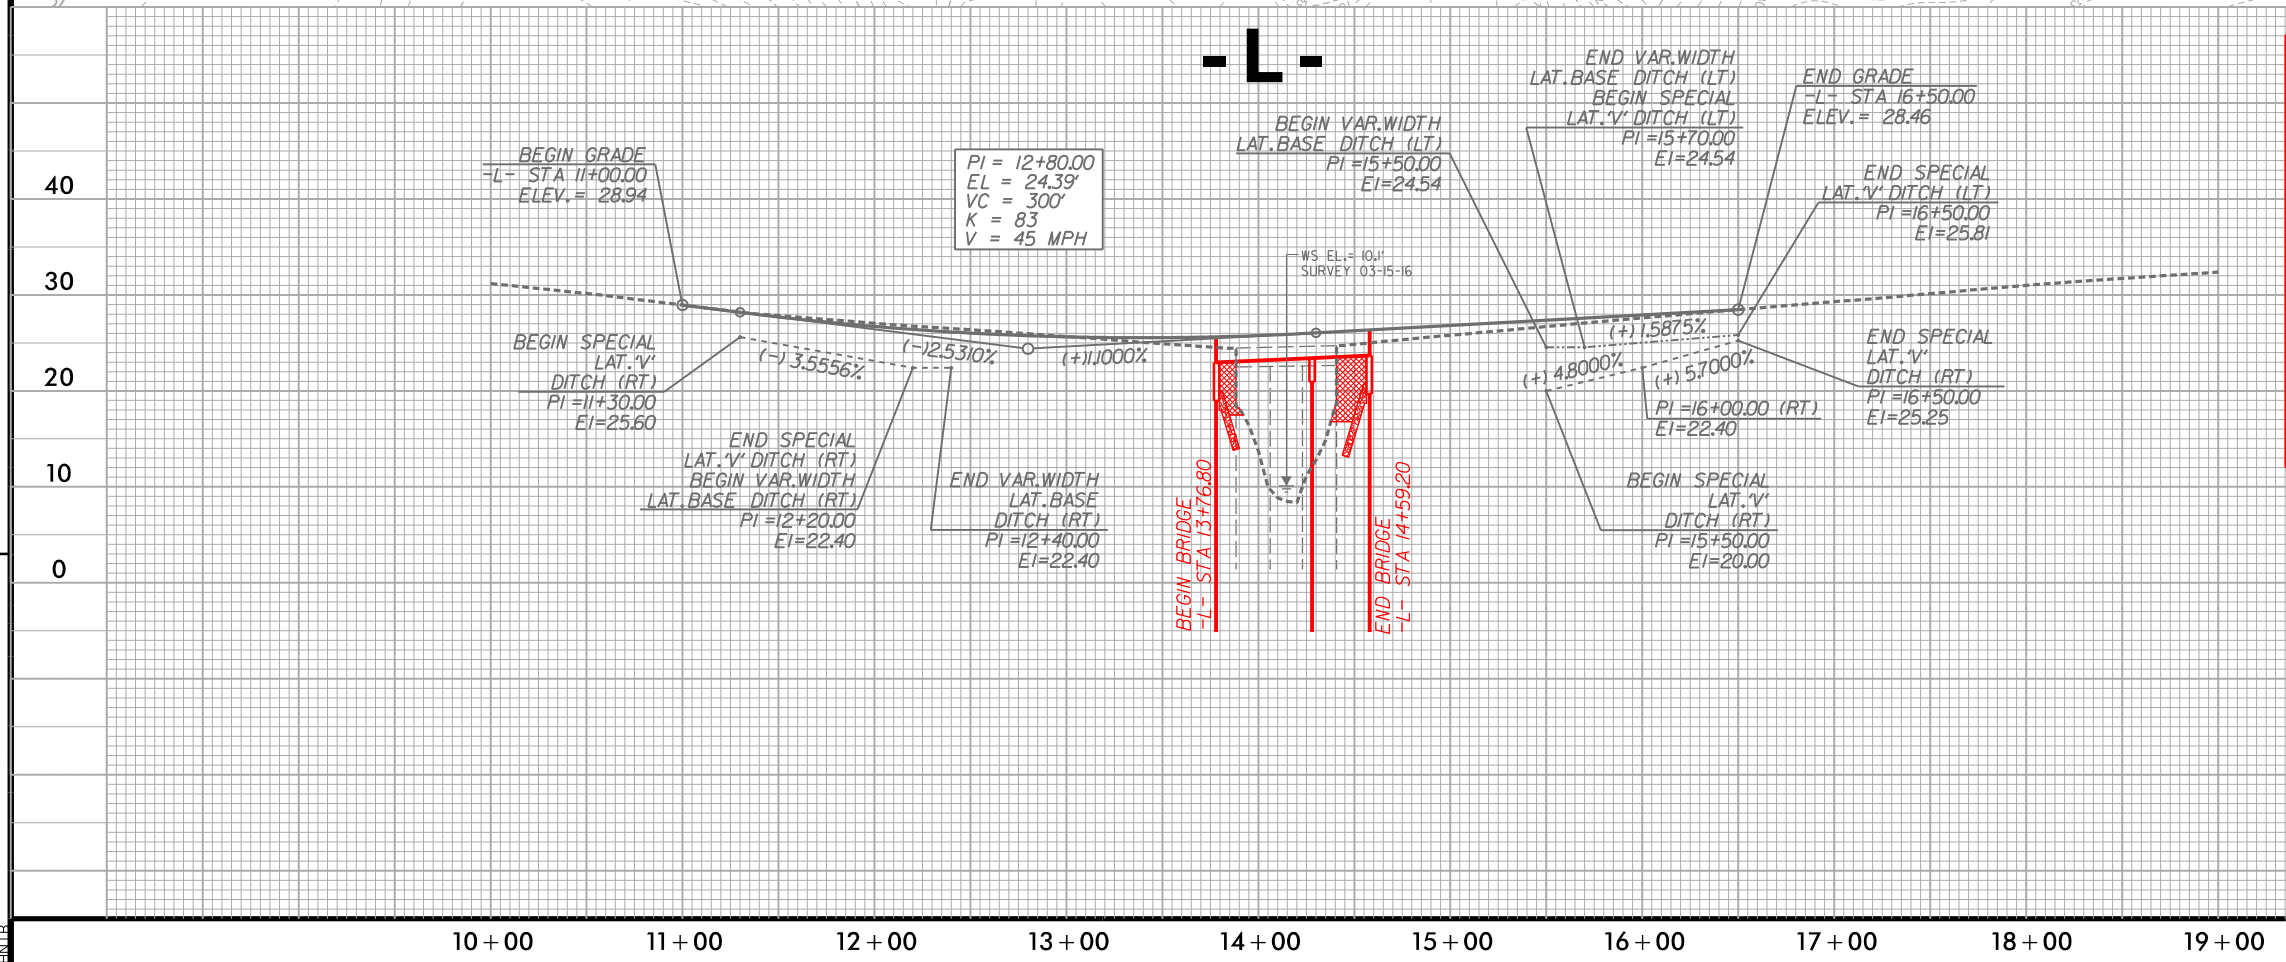 -L-
BEGIN GRADE
-L- STA 11+00.00
ELEV.= 28.94
PI = 12+80.00
EL = 24.39'
VC = 300'
K = 83
V = 45 MPH
BEGIN VAR.WIDTH
LAT.BASE DITCH (LT)
PI =15+50.00
El=24.54
END VAR.WIDTH
LAT.BASE DITCH (LT)
BEGIN SPECIAL
LAT.'V' DITCH (LT)
PI =15+70.00
El=24.54
END GRADE
-L- STA 16+50.00
ELEV.= 28.46
END SPECIAL
LAT.'V' DITCH (LT)
PI =16+50.00
El=25.81
WS EL.= 10.1'
SURVEY 03-15-16
BEGIN SPECIAL
LAT.'V'
DITCH (RT)
PI =11+30.00
El=25.60
(-) 3.5556%
(-)2.5310%
(+)1.1000%
(+)1.5875%
(+) 4.8000%
(+) 5.7000%
END SPECIAL
LAT.'V'
DITCH (RT)
PI =16+50.00
El=25.25
PI =16+00.00 (RT)
El=22.40
END SPECIAL
LAT.'V' DITCH (RT)
BEGIN VAR.WIDTH
LAT.BASE DITCH (RT)
PI =12+20.00
El=22.40
END VAR.WIDTH
LAT.BASE
DITCH (RT)
PI =12+40.00
El=22.40
BEGIN BRIDGE
-L- STA 13+76.80
END BRIDGE
-L- STA 14+59.20
BEGIN SPECIAL
LAT.'V'
DITCH (RT)
PI =15+50.00
El=20.00
40
30
20
10
0
10+00 11+00 12+00 13+00 14+00 15+00 16+00 17+00 18+00 19+00